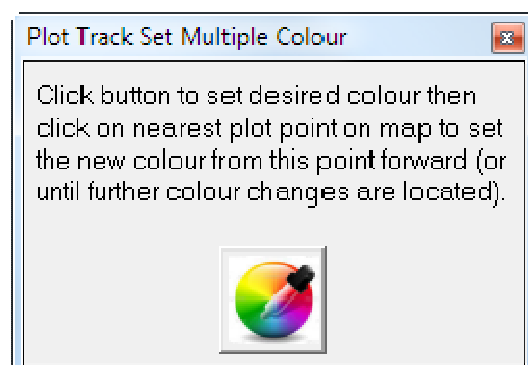 Plot Track Set Multiple Colour
Click button to set desired colour then
click on nearest plot point on map to set
the new colour from this point forward (or
until further colour changes are located).